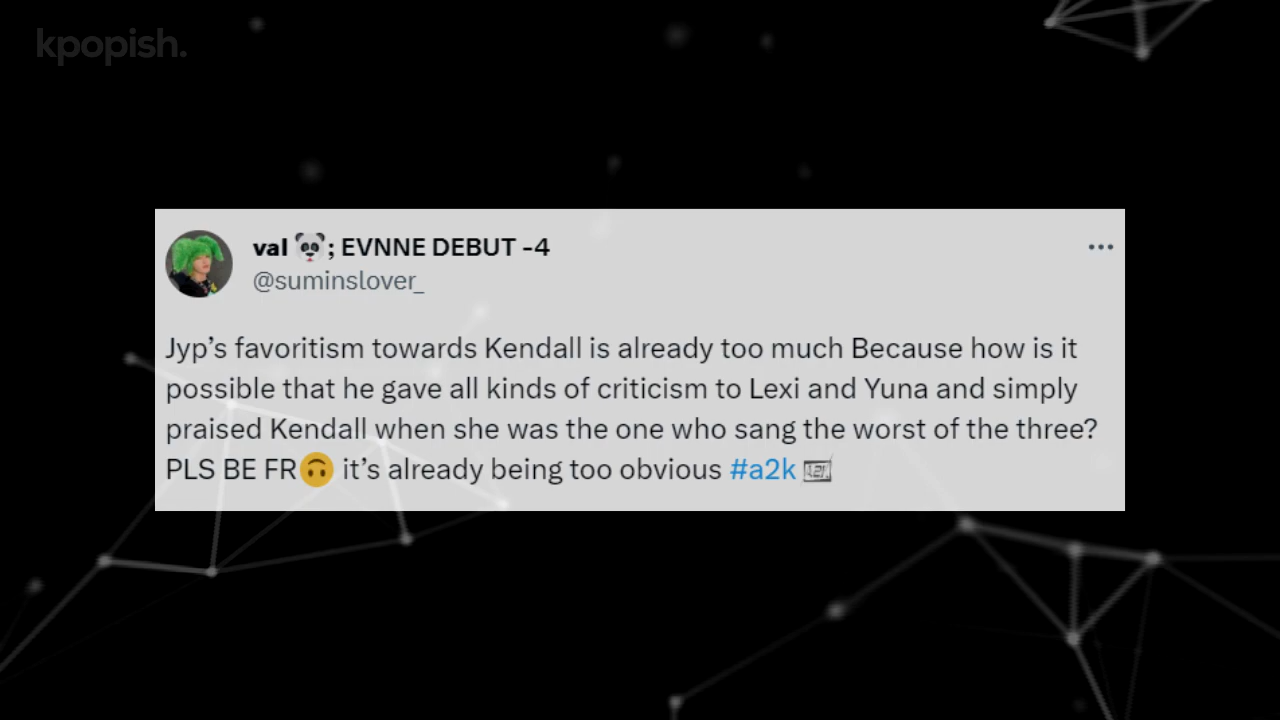 kpopish.
val 🐼; EVNNE DEBUT -4
@suminslover_
Jyp’s favoritism towards Kendall is already too much Because how is it
possible that he gave all kinds of criticism to Lexi and Yuna and simply
praised Kendall when she was the one who sang the worst of the three?
PLS BE FR🙃 it’s already being too obvious #a2k